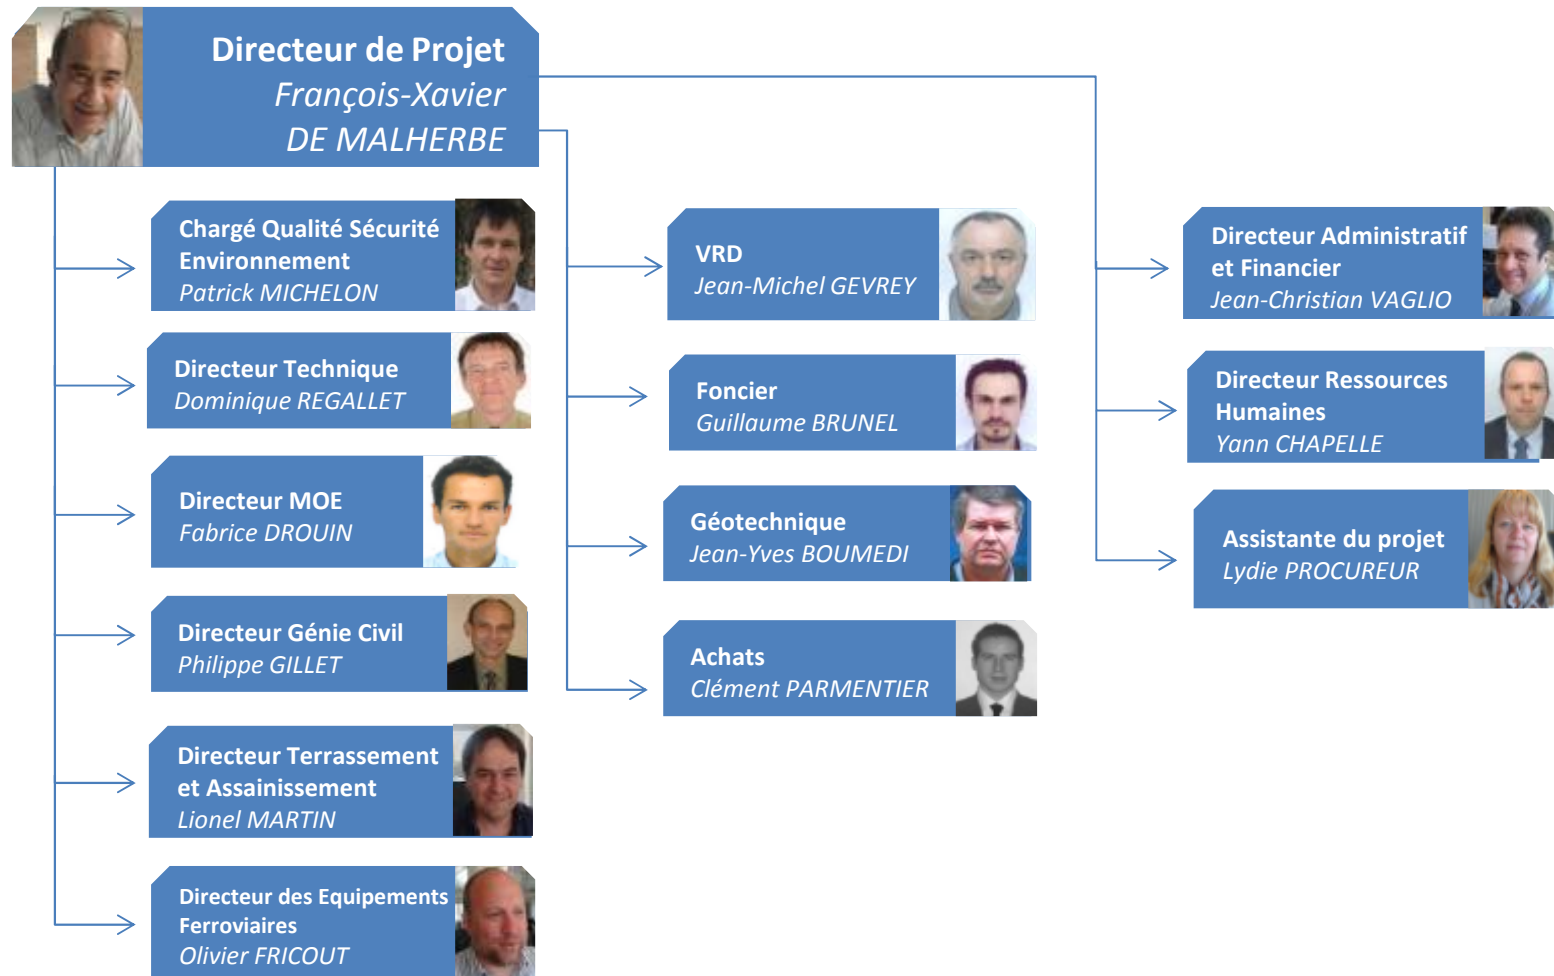 Directeur de Projet
François-Xavier
DE MALHERBE
Chargé Qualité Sécurité
Environnement
Patrick MICHELON
Directeur Technique
Dominique REGALLET
Directeur MOE
Fabrice DROUIN
Directeur Génie Civil
Philippe GILLET
Directeur Terrassement
et Assainissement
Lionel MARTIN
Directeur des Equipements
Ferroviaires
Olivier FRICOUT
VRD
Jean-Michel GEVREY
Foncier
Guillaume BRUNEL
Géotechnique
Jean-Yves BOUMEDI
Achats
Clément PARMENTIER
Directeur Administratif
et Financier
Jean-Christian VAGLIO
Directeur Ressources
Humaines
Yann CHAPELLE
Assistante du projet
Lydie PROCUREUR